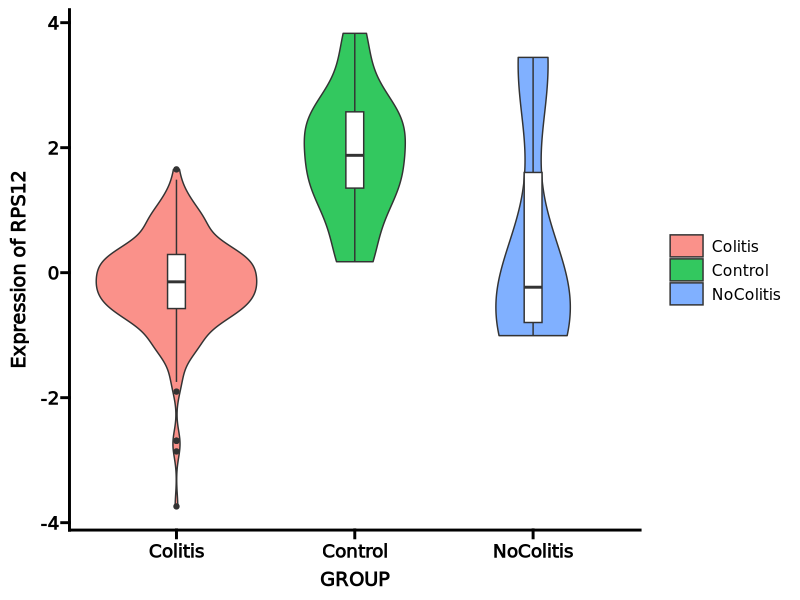 Expression of RPS12
4
2
0
-2
-4
Colitis
Control
NoColitis
GROUP
Colitis
Control
NoColitis